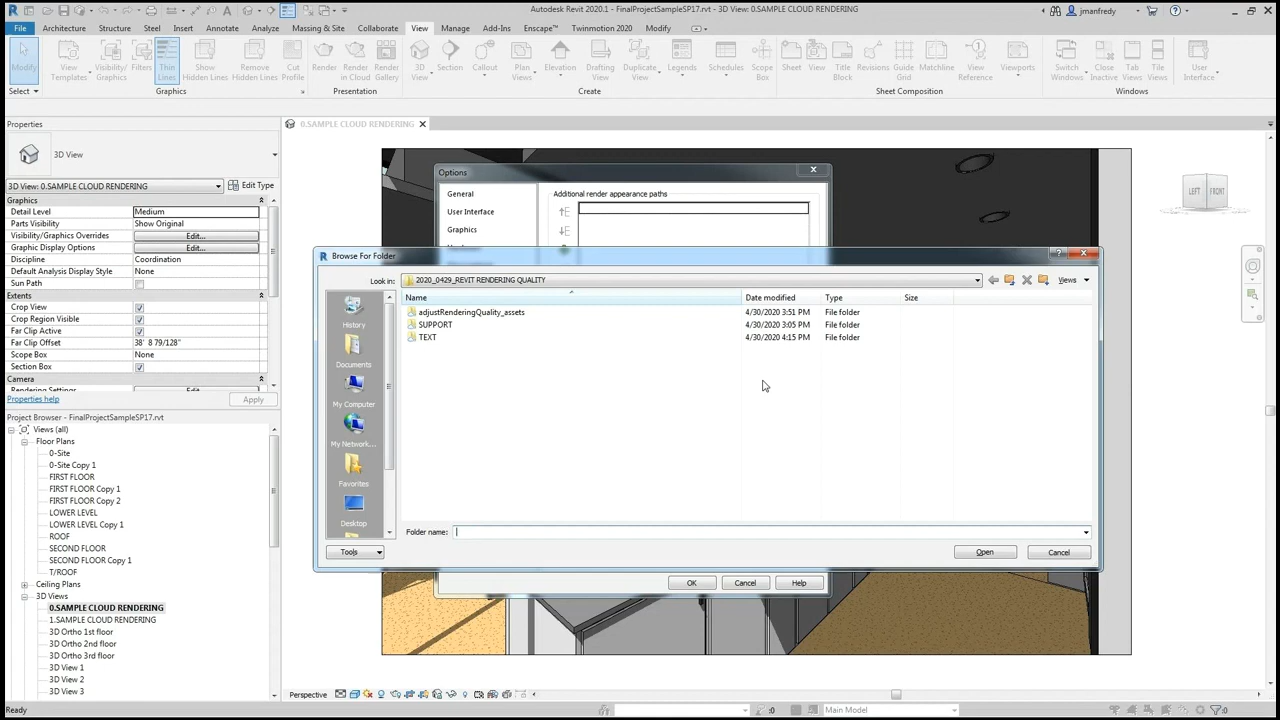 Autodesk Revit 2020.1 - FinalProjectSampleSP17.rvt - 3D View: 0.SAMPLE CLOUD RENDERING
jmanfredy
File Architecture Structure Steel Insert Annotate Analyze Massing & Site Collaborate View Manage Add-Ins Enscape™ Twinmotion 2020 Modify
Modify
View Templates
Visibility/ Graphics
Filters
Thin Lines
Show Hidden Lines
Remove Hidden Lines
Cut Profile
Render
Render in Cloud
Render Gallery
3D View
Section
Callout
Plan Views
Elevation
Drafting View
Duplicate View
Legends
Schedules
Scope Box
Sheet
View
Title Block
Revisions
Guide Grid
Matchline
View Reference
Viewports
Switch Windows
Close Inactive
Tab Views
Tile Views
User Interface
Select Graphics Presentation Create Sheet Composition Windows
Properties
0.SAMPLE CLOUD RENDERING
3D View
3D View: 0.SAMPLE CLOUD RENDERING Edit Type
Graphics
Detail Level Medium
Parts Visibility Show Original
Visibility/Graphics Overrides Edit...
Graphic Display Options Edit...
Discipline Coordination
Default Analysis Display Style None
Sun Path
Extents
Crop View
Crop Region Visible
Far Clip Active
Far Clip Offset 38' 8 79/128"
Scope Box None
Section Box
Camera
Rendering Settings Edit...
Properties help Apply
Project Browser - FinalProjectSampleSP17.rvt
Views (all)
Floor Plans
0-Site
0-Site Copy 1
FIRST FLOOR
FIRST FLOOR Copy 1
FIRST FLOOR Copy 2
LOWER LEVEL
LOWER LEVEL Copy 1
ROOF
SECOND FLOOR
SECOND FLOOR Copy 1
T/ROOF
Ceiling Plans
3D Views
0.SAMPLE CLOUD RENDERING
1.SAMPLE CLOUD RENDERING
3D Ortho 1st floor
3D Ortho 2nd floor
3D Ortho 3rd floor
3D View 1
3D View 2
3D View 3
Options
General
User Interface
Graphics
Additional render appearance paths
LEFT FRONT
Browse For Folder
Look in: 2020_0429_REVIT RENDERING QUALITY Views
Name Date modified Type Size
adjustRenderingQuality_assets 4/30/2020 3:51 PM File folder
SUPPORT 4/30/2020 3:05 PM File folder
TEXT 4/30/2020 4:15 PM File folder
History
Documents
My Computer
My Network...
Favorites
Desktop
Folder name:
Tools Open Cancel
OK Cancel Help
Perspective
Ready :0 Main Model :0